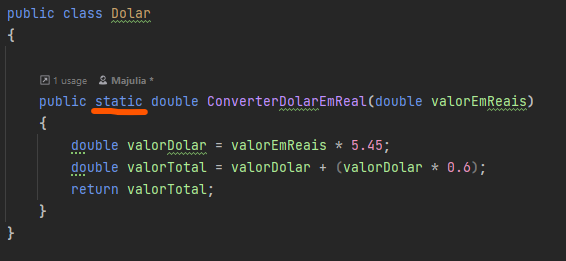 public class Dolar
{
1 usage Majulia *
public static double ConverterDolarEmReal(double valorEmReais)
{
double valorDolar = valorEmReais * 5.45;
double valorTotal = valorDolar + (valorDolar * 0.6);
return valorTotal;
}
}